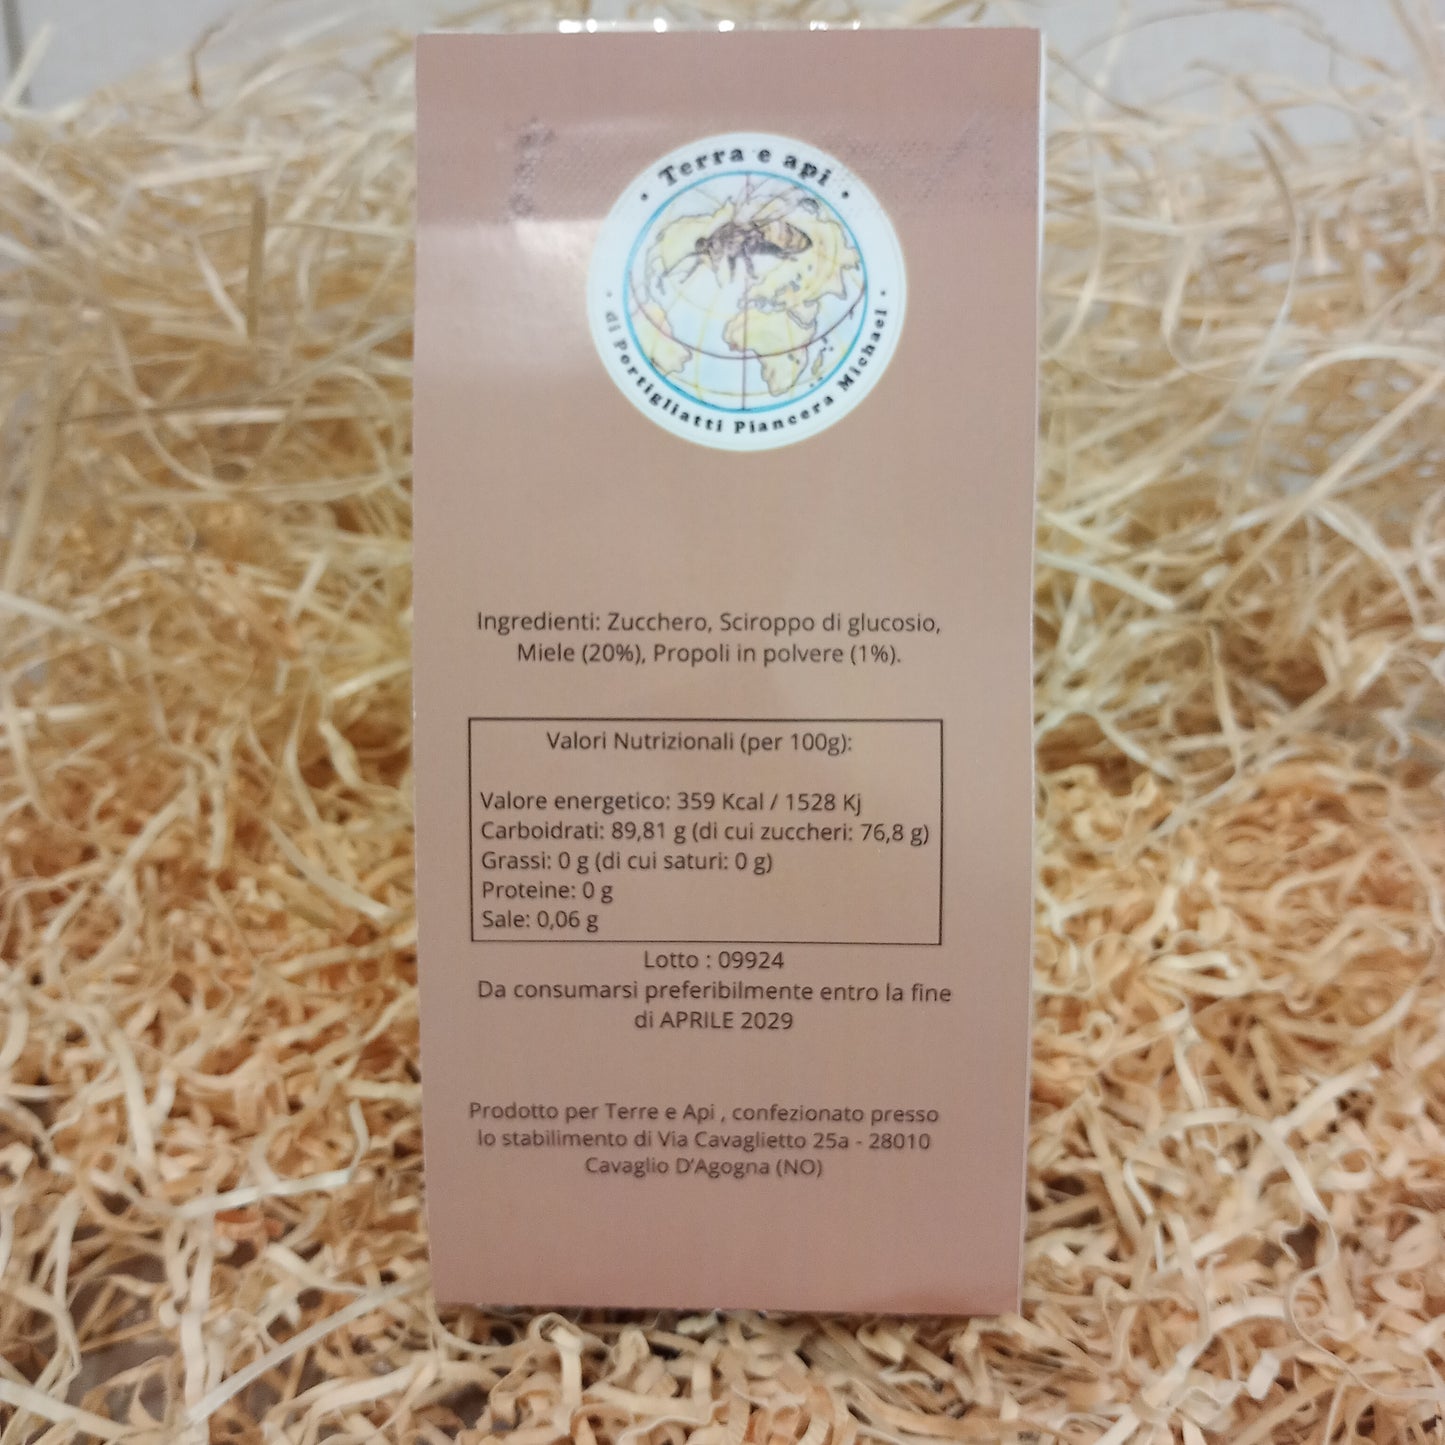 • Terra e api •
• di Pertigliatti Piancera Michael •
Ingredienti: Zucchero, Sciroppo di glucosio,
Miele (20%), Propoli in polvere (1%).
Valori Nutrizionali (per 100g):
Valore energetico: 359 Kcal / 1528 Kj
Carboidrati: 89,81 g (di cui zuccheri: 76,8 g)
Grassi: 0 g (di cui saturi: 0 g)
Proteine: 0 g
Sale: 0,06 g
Lotto : 09924
Da consumarsi preferibilmente entro la fine
di APRILE 2029
Prodotto per Terre e Api , confezionato presso
lo stabilimento di Via Cavaglietto 25a - 28010
Cavaglio D'Agogna (NO)